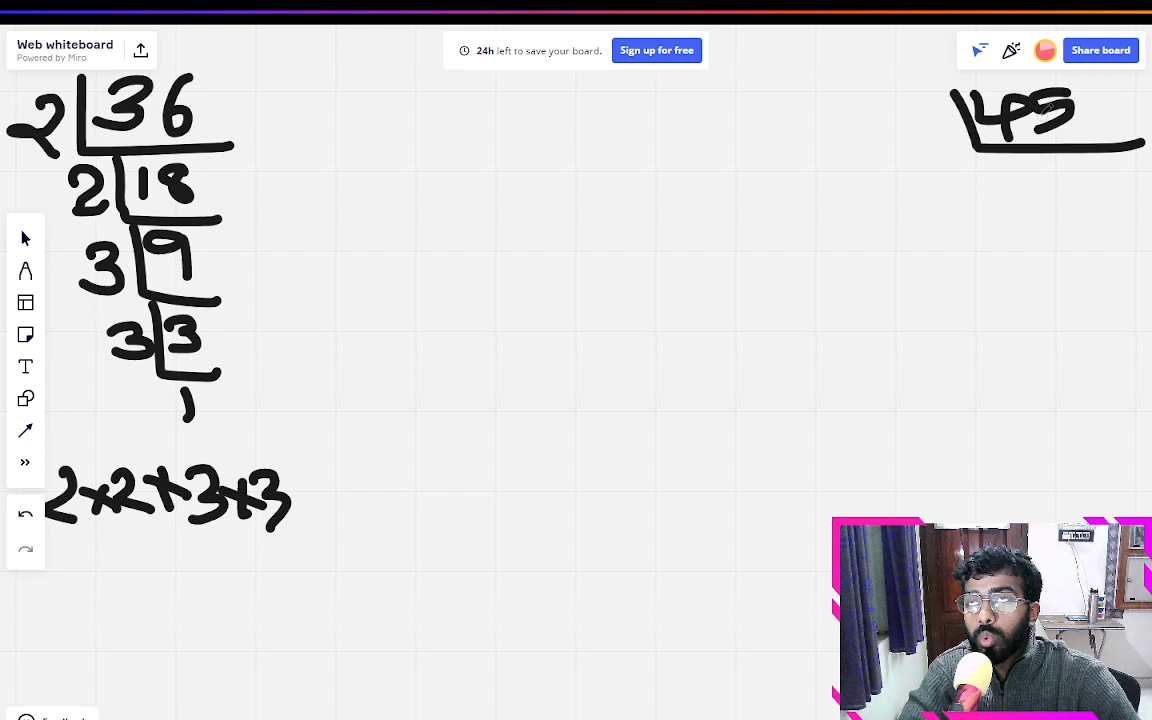 Web whiteboard
Powered by Miro
24h left to save your board.
Sign up for free
Share board
2 36
2 18
3 9
3 3
1
2×2×3×3
45